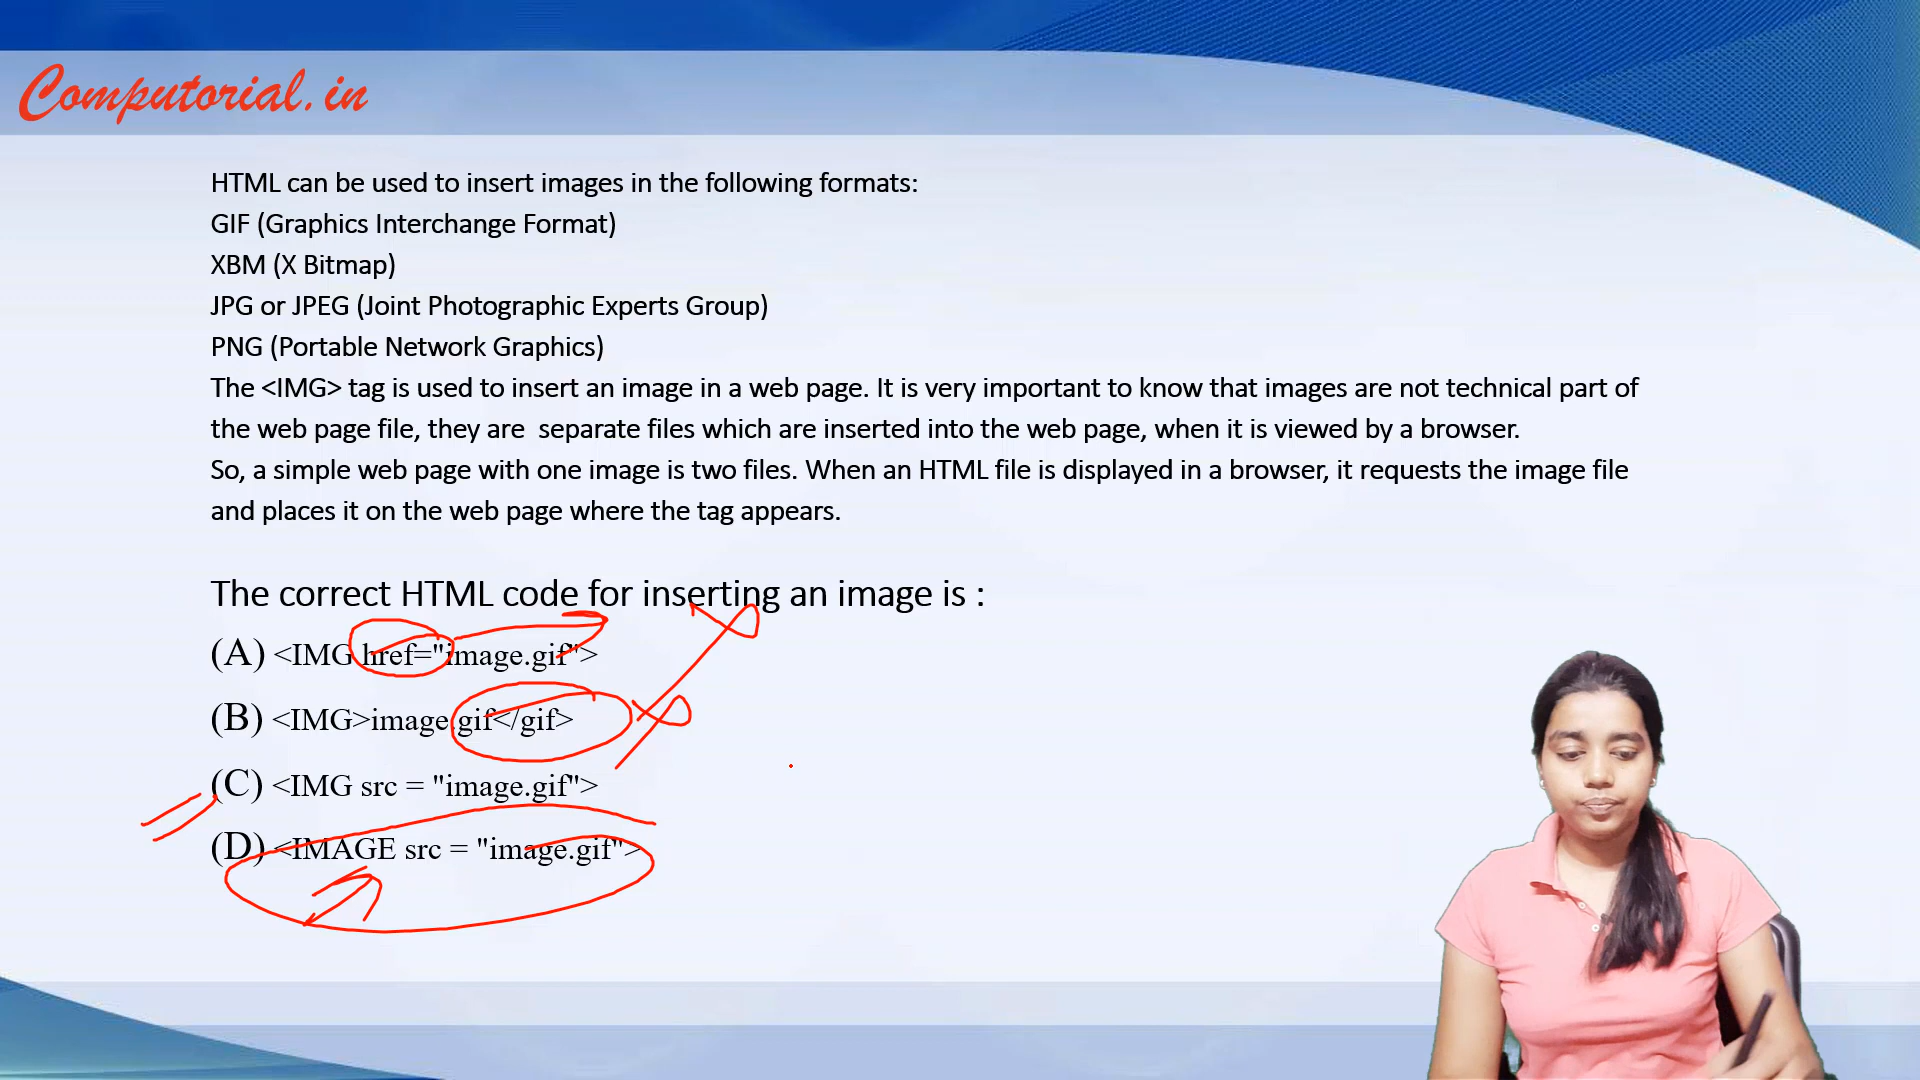 Computorial.in
HTML can be used to insert images in the following formats:
GIF (Graphics Interchange Format)
XBM (X Bitmap)
JPG or JPEG (Joint Photographic Experts Group)
PNG (Portable Network Graphics)
The <IMG> tag is used to insert an image in a web page. It is very important to know that images are not technical part of
the web page file, they are  separate files which are inserted into the web page, when it is viewed by a browser.
So, a simple web page with one image is two files. When an HTML file is displayed in a browser, it requests the image file
and places it on the web page where the tag appears.
The correct HTML code for inserting an image is :
(A) <IMG href="image.gif">
(B) <IMG>image.gif</gif>
(C) <IMG src = "image.gif">
(D) <IMAGE src = "image.gif">